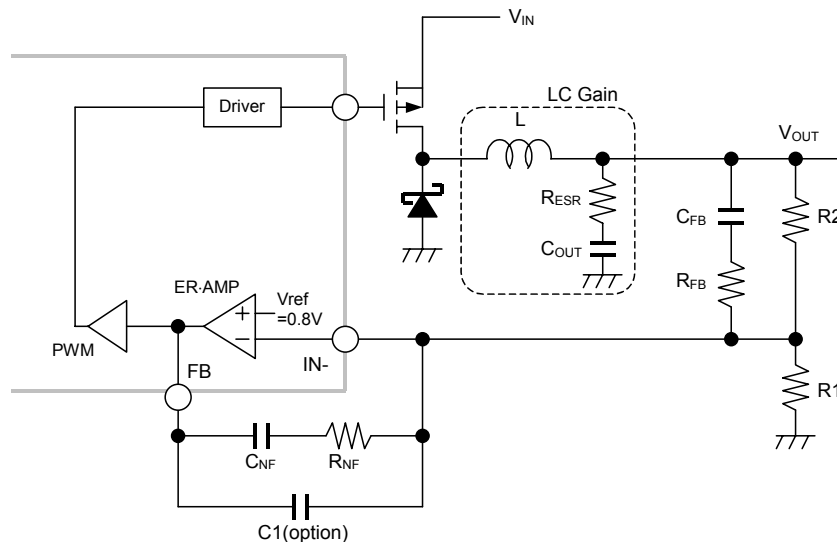 VIN
LC Gain
Driver
L
VOUT
RESR
CFB
R2
COUT
RFB
ER·AMP
Vref
=0.8V
+
−
PWM
FB
IN-
R1
CNF
RNF
C1(option)